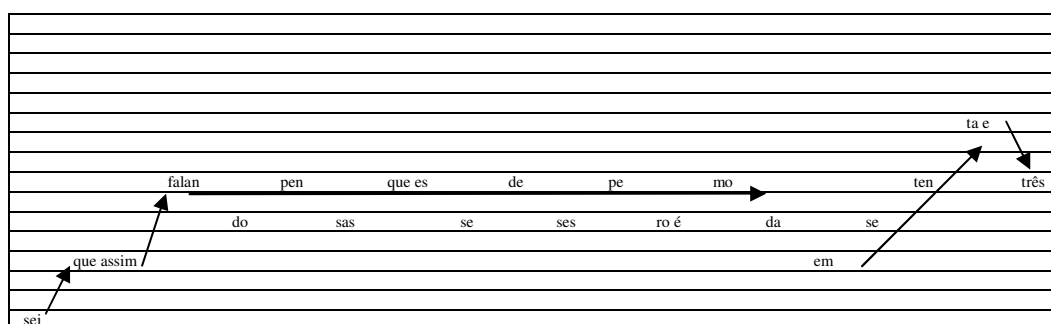 ta e
falan pen que es de pe mo ten três
do sas se ses ro é da se
que assim em
sei